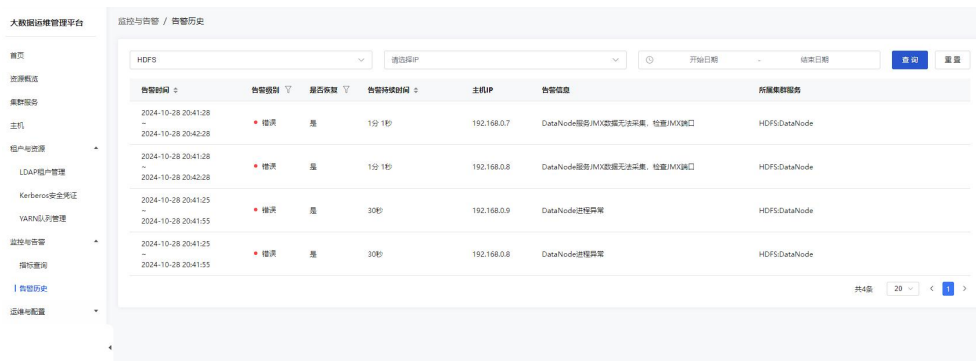 大数据运维管理平台
监控与告警 / 告警历史
首页
资源概览
集群服务
主机
租户与资源
LDAP租户管理
Kerberos安全凭证
YARN队列管理
监控与告警
指标查询
告警历史
运维与配置
HDFS
请选择IP
开始日期 - 结束日期
查询 重置
告警时间 告警级别 是否恢复 告警持续时间 主机IP 告警信息 所属集群服务
2024-10-28 20:41:28
~
2024-10-28 20:42:28
错误 是 1分 1秒 192.168.0.7 DataNode服务JMX数据无法采集, 检查JMX端口 HDFS:DataNode
2024-10-28 20:41:28
~
2024-10-28 20:42:28
错误 是 1分 1秒 192.168.0.8 DataNode服务JMX数据无法采集, 检查JMX端口 HDFS:DataNode
2024-10-28 20:41:25
~
2024-10-28 20:41:55
错误 是 30秒 192.168.0.9 DataNode进程异常 HDFS:DataNode
2024-10-28 20:41:25
~
2024-10-28 20:41:55
错误 是 30秒 192.168.0.8 DataNode进程异常 HDFS:DataNode
共4条 20 1